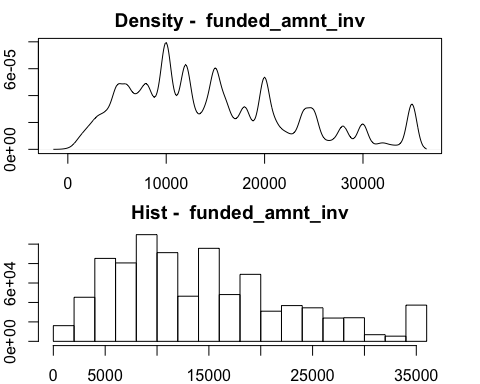 Density - funded_amnt_inv
6e-05
0e+00
0 10000 20000 30000
Hist - funded_amnt_inv
6e+04
0e+00
0 5000 15000 25000 35000